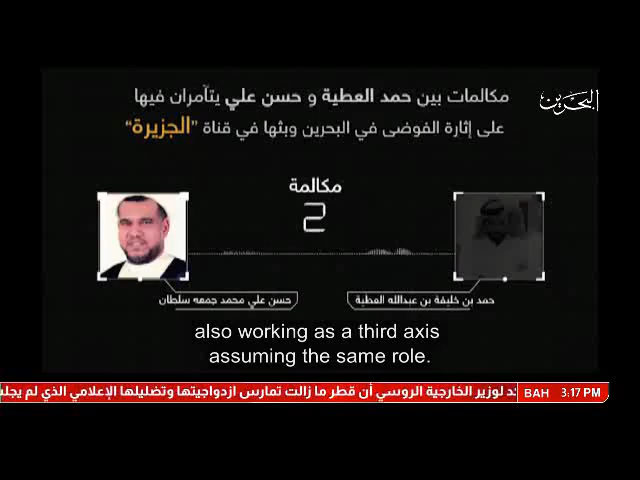 مكالمات بين حمد العطية و حسن علي يتآمران فيها
على إثارة الفوضى في البحرين وبثها في قناة "الجزيرة"
البحرين
مكالمة
2
حمد بن خليفة بن عبدالله العطية
حسن علي محمد جمعه سلطان
also working as a third axis
assuming the same role.
لوزير الخارجية الروسي أن قطر ما زالت تمارس ازدواجيتها وتضليلها الإعلامي الذي لم
BAH 3:17 PM